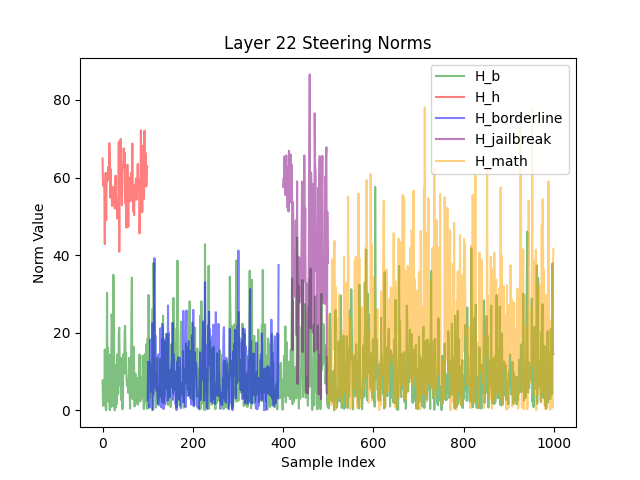 Layer 22 Steering Norms
H_b
H_h
H_borderline
H_jailbreak
H_math
Norm Value
80
60
40
20
0
0 200 400 600 800 1000
Sample Index